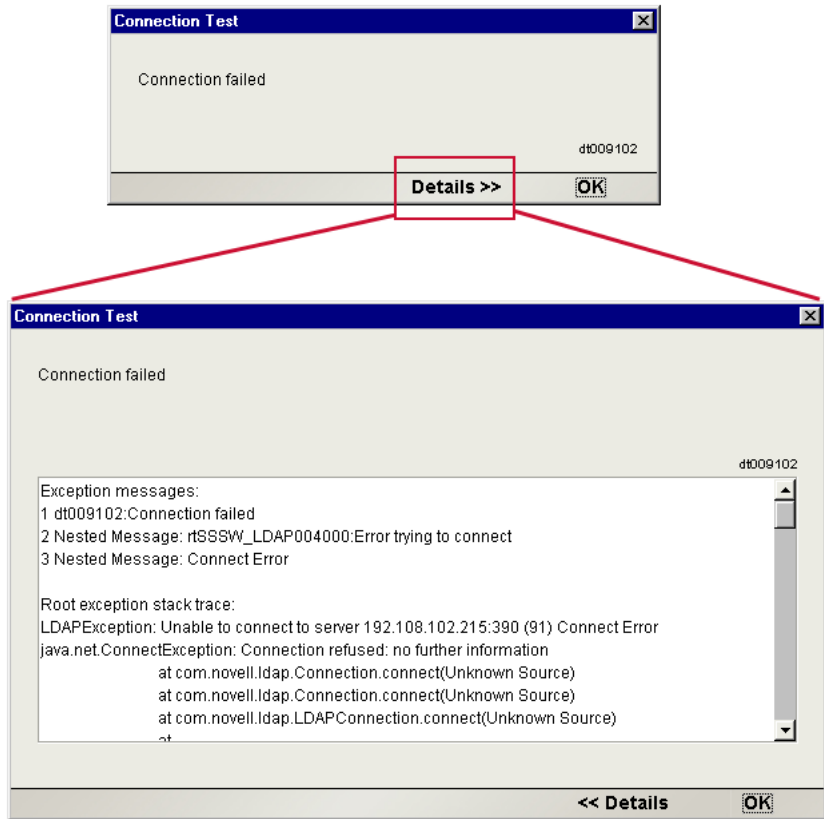 Connection Test
Connection failed
dt009102
Details >>
OK
Connection Test
Connection failed
dt009102
Exception messages:
1 dt009102:Connection failed
2 Nested Message: rtSSSW_LDAP004000:Error trying to connect
3 Nested Message: Connect Error
Root exception stack trace:
LDAPException: Unable to connect to server 192.108.102.215:390 (91) Connect Error
java.net.ConnectException: Connection refused: no further information
at com.novell.ldap.Connection.connect(Unknown Source)
at com.novell.ldap.Connection.connect(Unknown Source)
at com.novell.ldap.LDAPConnection.connect(Unknown Source)
at
<< Details
OK